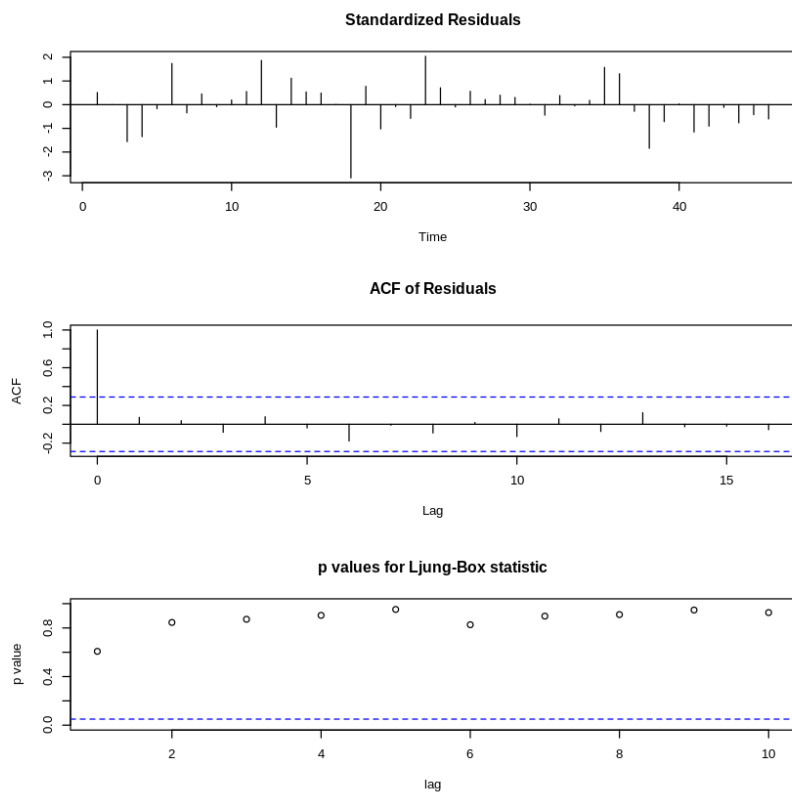 Standardized Residuals
2
1
0
-1
-2
-3
0 10 20 30 40
Time
ACF of Residuals
ACF
1.0
0.6
0.2
-0.2
0 5 10 15
Lag
p values for Ljung-Box statistic
p value
0.8
0.4
0.0
2 4 6 8 10
lag